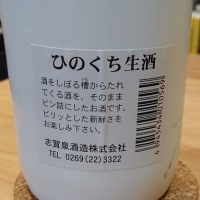 ひのくち生酒
酒をしぼる槽からたれ
てくる酒を、そのまま
ビン詰にしたお酒です。
ピリッとした新鮮さを
お楽しみ下さい。
志賀泉酒造株式会社
TEL 0269(22)3322